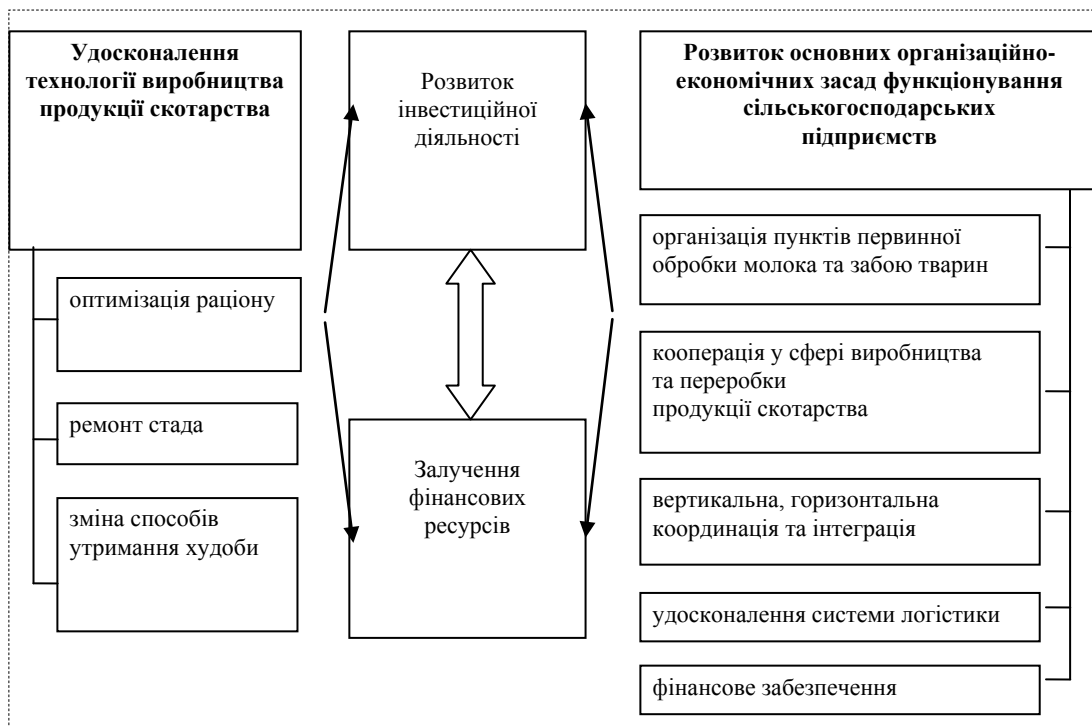 Удосконалення
технології виробництва
продукції скотарства
оптимізація раціону
ремонт стада
зміна способів
утримання худоби
Розвиток
інвестиційної
діяльності
Залучення
фінансових
ресурсів
Розвиток основних організаційно-
економічних засад функціонування
сільськогосподарських
підприємств
організація пунктів первинної
обробки молока та забою тварин
кооперація у сфері виробництва
та переробки
продукції скотарства
вертикальна, горизонтальна
координація та інтеграція
удосконалення системи логістики
фінансове забезпечення